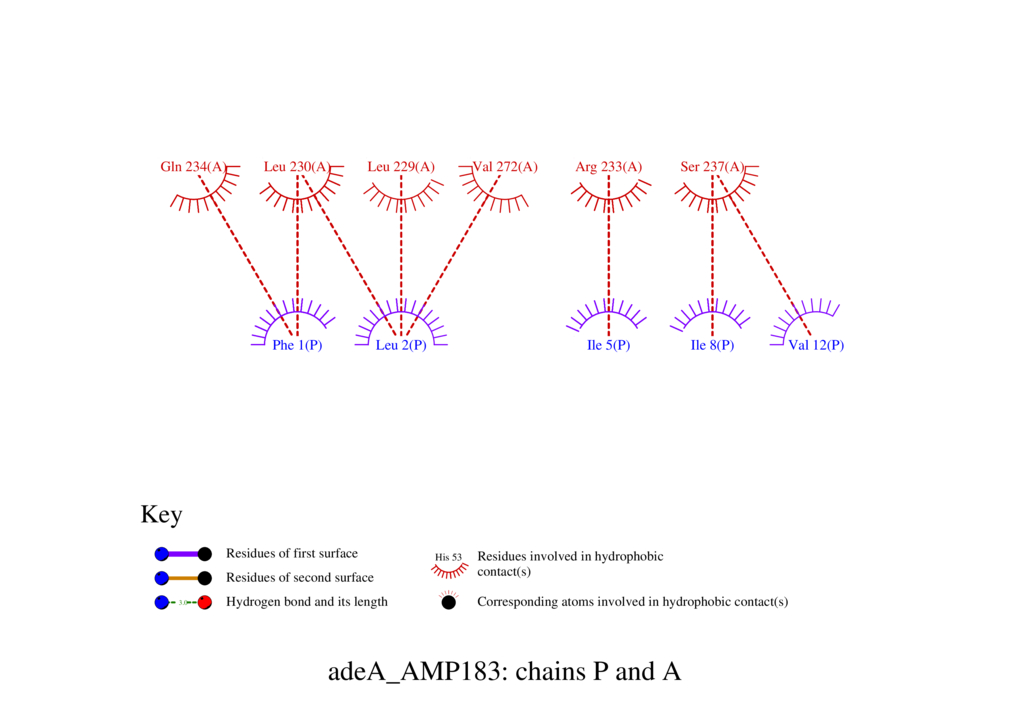 Gln 234(A) Leu 230(A) Leu 229(A) Val 272(A) Arg 233(A) Ser 237(A)
Phe 1(P) Leu 2(P) Ile 5(P) Ile 8(P) Val 12(P)
Key
Residues of first surface
Residues of second surface
3.0
Hydrogen bond and its length
His 53
Residues involved in hydrophobic
contact(s)
Corresponding atoms involved in hydrophobic contact(s)
adeA_AMP183: chains P and A